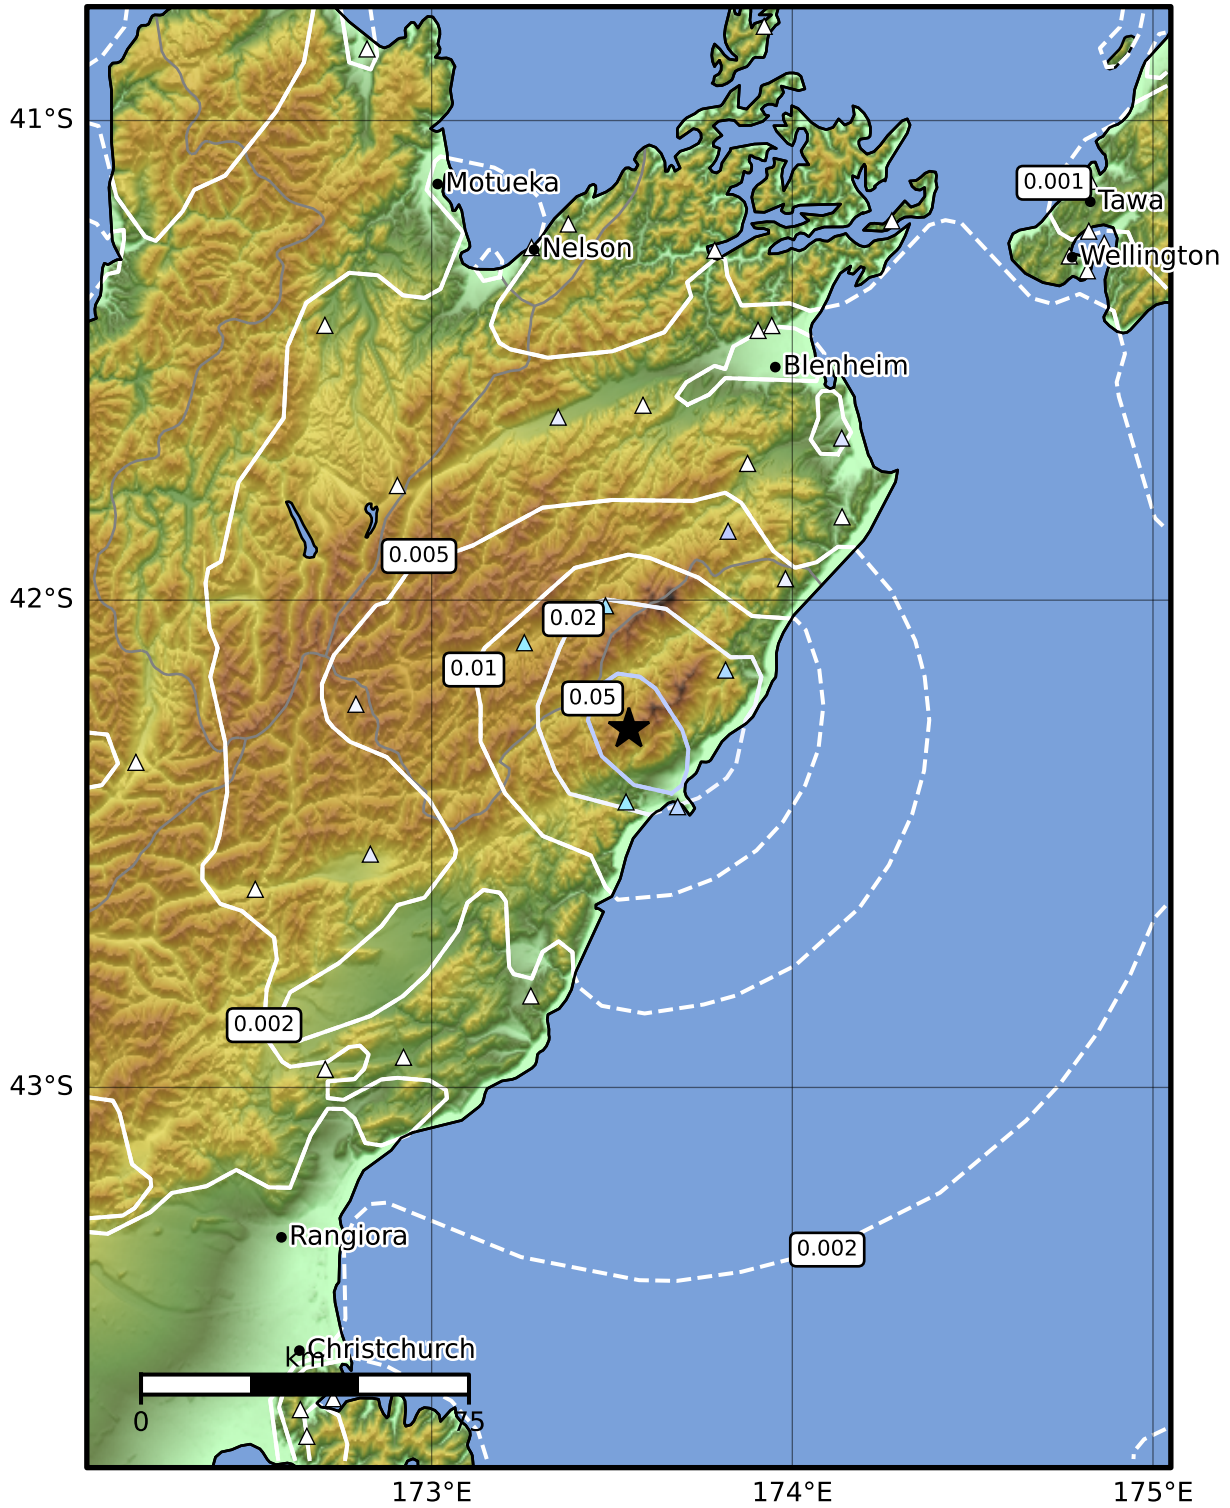 41°S
Motueka
0.001
Tawa
Nelson
Wellington
Blenheim
0.005
42°S
0.02
0.01
0.05
0.002
43°S
Rangiora
0.002
Christchurch
km
0
75
173°E
174°E
175°E